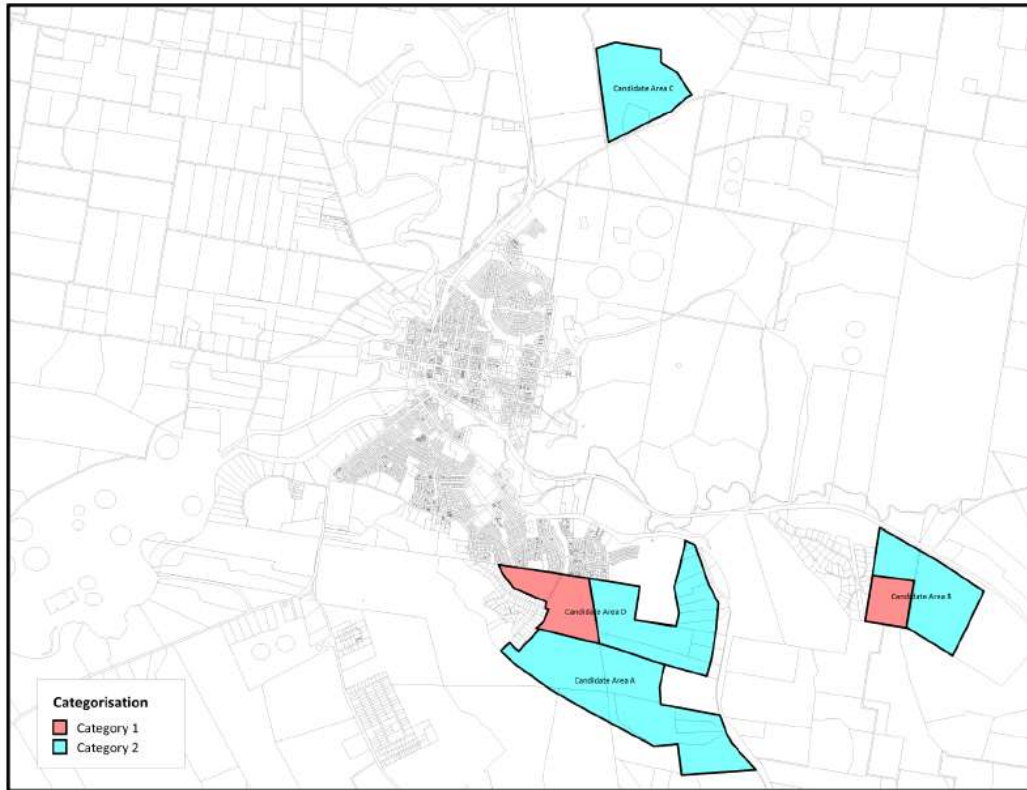 Candidate Area C
Candidate Area B
Candidate Area D
Candidate Area A
Categorisation
Category 1
Category 2